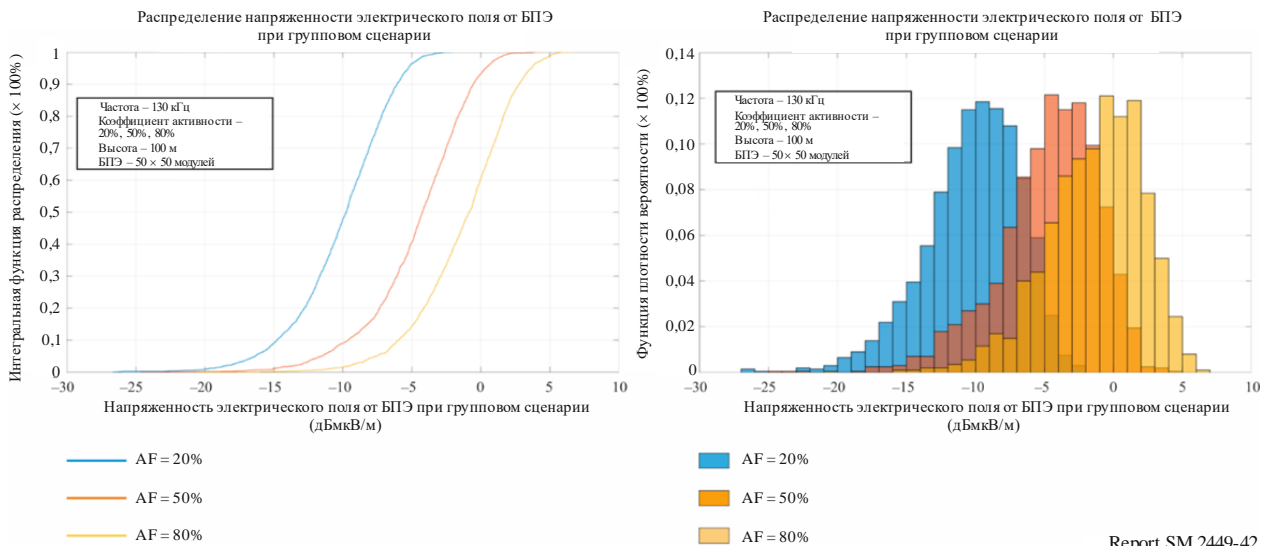 Распределение напряженности электрического поля от БПЭ
при групповом сценарии
Интегральная функция распределения (× 100%)
1
0,9
0,8
0,7
0,6
0,5
0,4
0,3
0,2
0,1
0
Частота – 130 кГц
Коэффициент активности –
20%, 50%, 80%
Высота – 100 м
БПЭ – 50 × 50 модулей
–30
–25
–20
–15
–10
–5
0
5
10
Напряженность электрического поля от БПЭ при групповом сценарии
(дБмкВ/м)
AF = 20%
AF = 50%
AF = 80%
Распределение напряженности электрического поля от БПЭ
при групповом сценарии
Функция плотности вероятности (× 100%)
0,14
0,12
0,10
0,08
0,06
0,04
0,02
0
Частота – 130 кГц
Коэффициент активности –
20%, 50%, 80%
Высота – 100 м
БПЭ – 50 × 50 модулей
–30
–25
–20
–15
–10
–5
0
5
10
Напряженность электрического поля от БПЭ при групповом сценарии
(дБмкВ/м)
AF = 20%
AF = 50%
AF = 80%
Report SM.2449-42